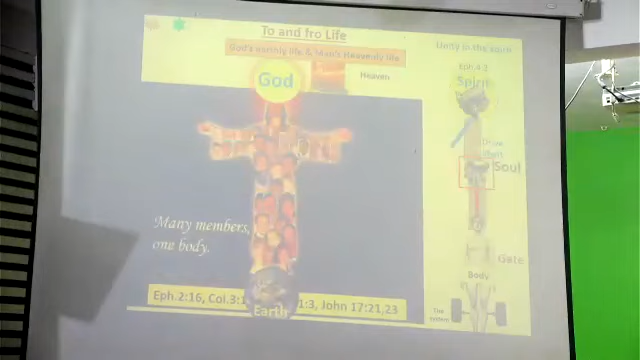 To and fro Life
God's earthly life & Man's Heavenly life
God
Heaven
Many members,
one body.
Eph.2:16, Col.3:1 1:3, John 17:21,23
Earth
Unity in the Spirit
Eph 4:3
Spirit
Soul
Gate
Body
The